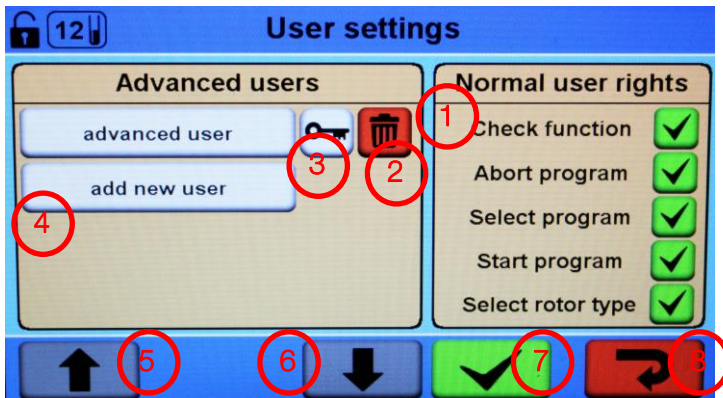 12
User settings
Advanced users
advanced user
add new user
Normal user rights
Check function
Abort program
Select program
Start program
Select rotor type
1
2
3
4
5
6
7
8